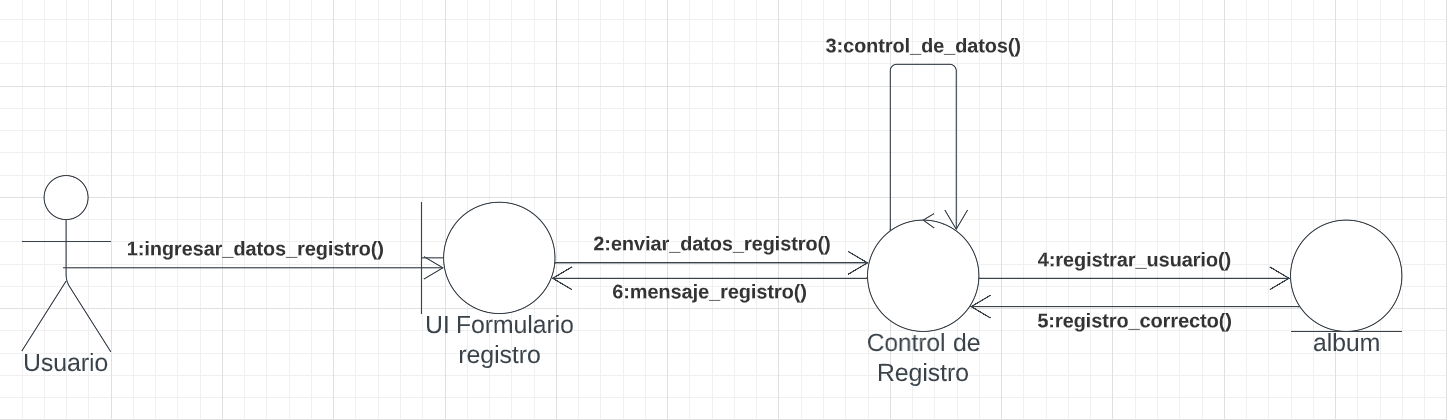 3:control_de_datos()
1:ingresar_datos_registro()
2:enviar_datos_registro()
4:registrar_usuario()
6:mensaje_registro()
5:registro_correcto()
Usuario
UI Formulario
registro
Control de
Registro
album